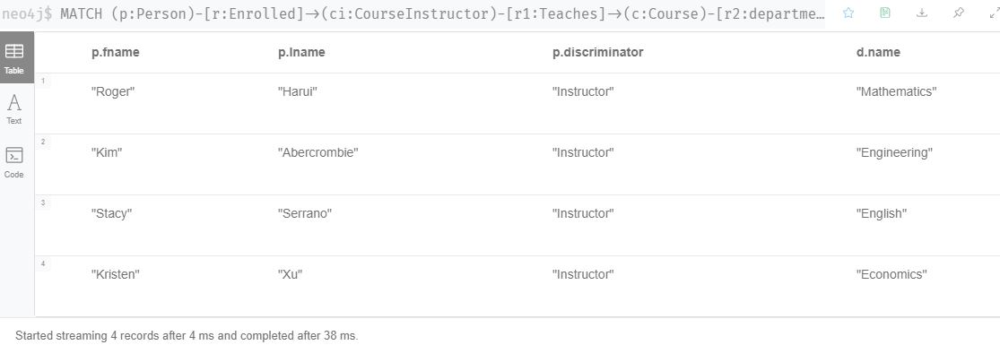 neo4j$ MATCH (p:Person)-[r:Enrolled]→(ci:CourseInstructor)-[r1:Teaches]→(c:Course)-[r2:departme…
Table
p.fname p.lname p.discriminator d.name
1
"Roger" "Harui" "Instructor" "Mathematics"
Text
2
"Kim" "Abercrombie" "Instructor" "Engineering"
Code
3
"Stacy" "Serrano" "Instructor" "English"
4
"Kristen" "Xu" "Instructor" "Economics"
Started streaming 4 records after 4 ms and completed after 38 ms.